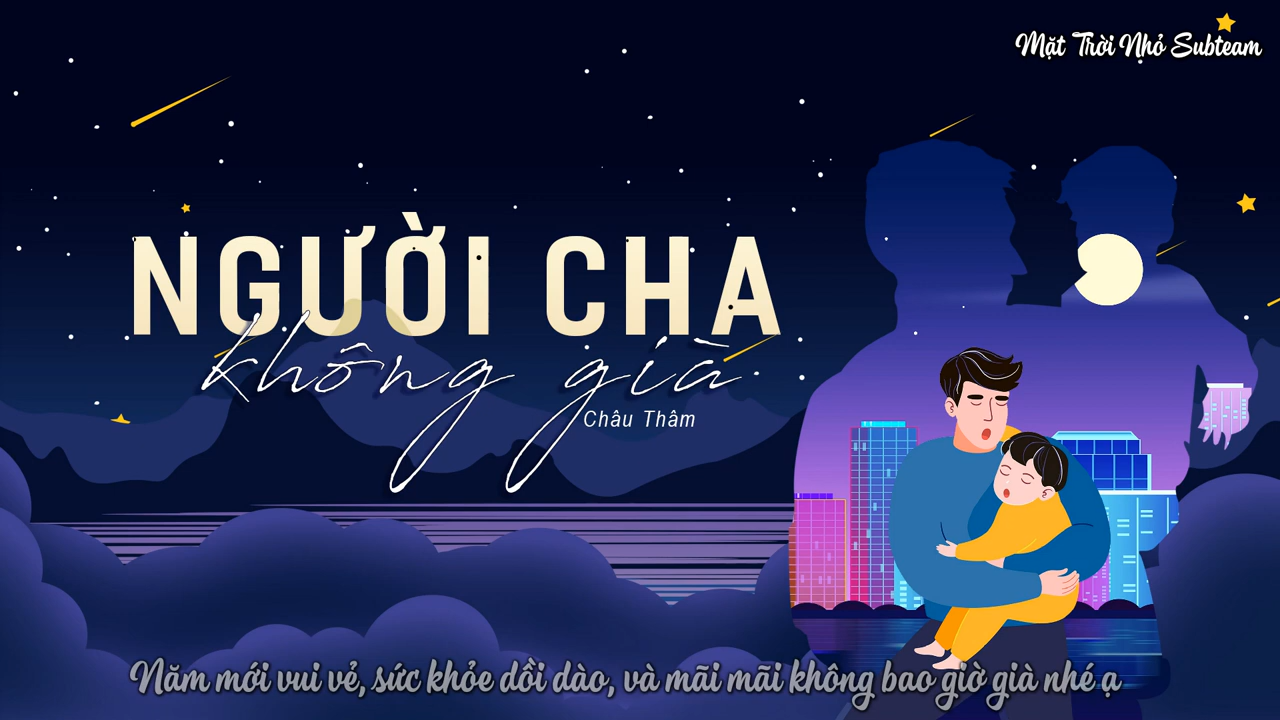 Mặt Trời Nhỏ Subteam
NGƯỜI CHA
không già
Châu Thâm
Năm mới vui vẻ, sức khỏe dồi dào, và mãi mãi không bao giờ già nhé ạ